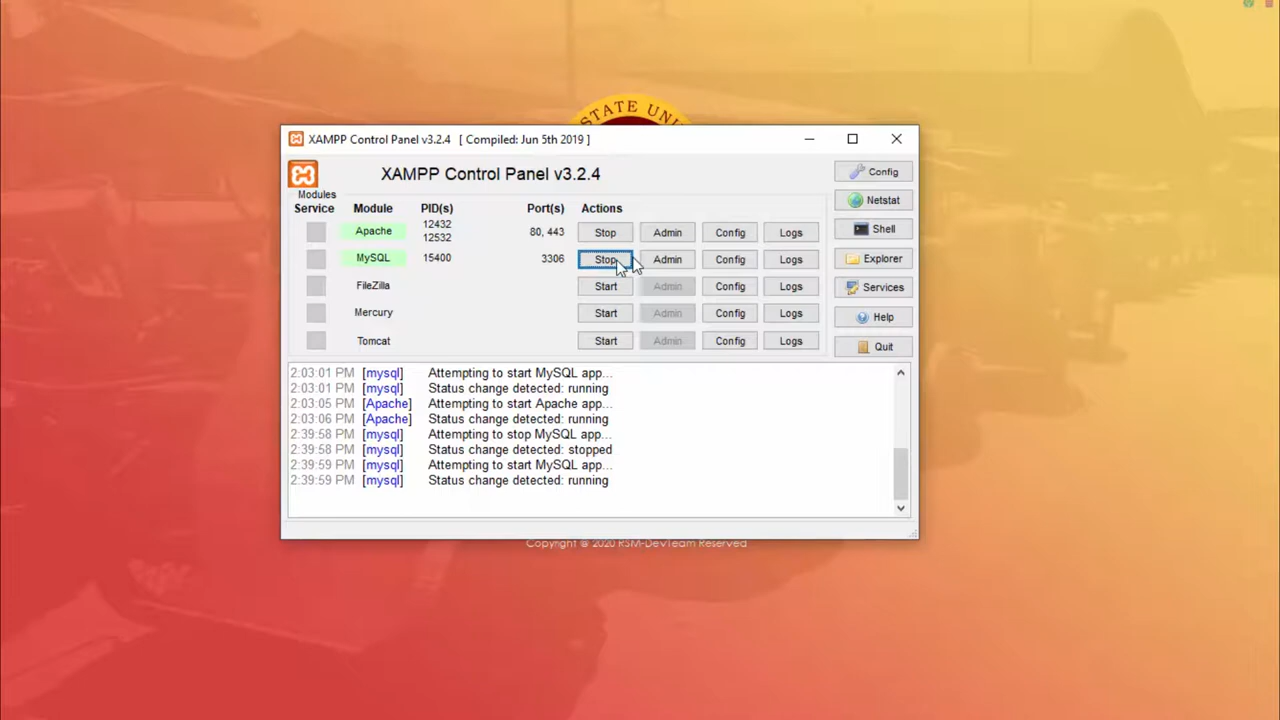 STATE UNI
XAMPP Control Panel v3.2.4 [ Compiled: Jun 5th 2019 ]
XAMPP Control Panel v3.2.4
Config
Modules
Service Module PID(s) Port(s) Actions
Netstat
Apache 12432 12532 80, 443 Stop Admin Config Logs
Shell
MySQL 15400 3306 Stop Admin Config Logs
Explorer
FileZilla Start Admin Config Logs
Services
Mercury Start Admin Config Logs
Help
Tomcat Start Admin Config Logs
Quit
2:03:01 PM [mysql] Attempting to start MySQL app...
2:03:01 PM [mysql] Status change detected: running
2:03:05 PM [Apache] Attempting to start Apache app...
2:03:06 PM [Apache] Status change detected: running
2:39:58 PM [mysql] Attempting to stop MySQL app...
2:39:58 PM [mysql] Status change detected: stopped
2:39:59 PM [mysql] Attempting to start MySQL app...
2:39:59 PM [mysql] Status change detected: running
Copyright @ 2020 RSM-DevTeam Reserved